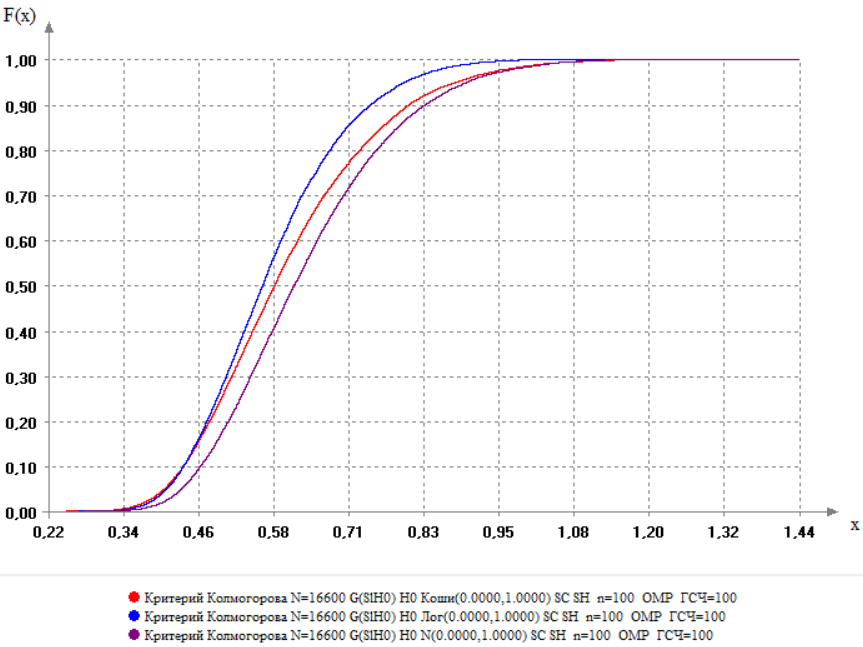 F(x)
1,00
0,90
0,80
0,70
0,60
0,50
0,40
0,30
0,20
0,10
0,00
0,22 0,34 0,46 0,58 0,71 0,83 0,95 1,08 1,20 1,32 1,44
x
Критерий Колмогорова N=16600 G(S|H0) H0 Коши(0.0000,1.0000) SC SH n=100 ОМР ГСЧ=100
Критерий Колмогорова N=16600 G(S|H0) H0 Лог(0.0000,1.0000) SC SH n=100 ОМР ГСЧ=100
Критерий Колмогорова N=16600 G(S|H0) H0 N(0.0000,1.0000) SC SH n=100 ОМР ГСЧ=100